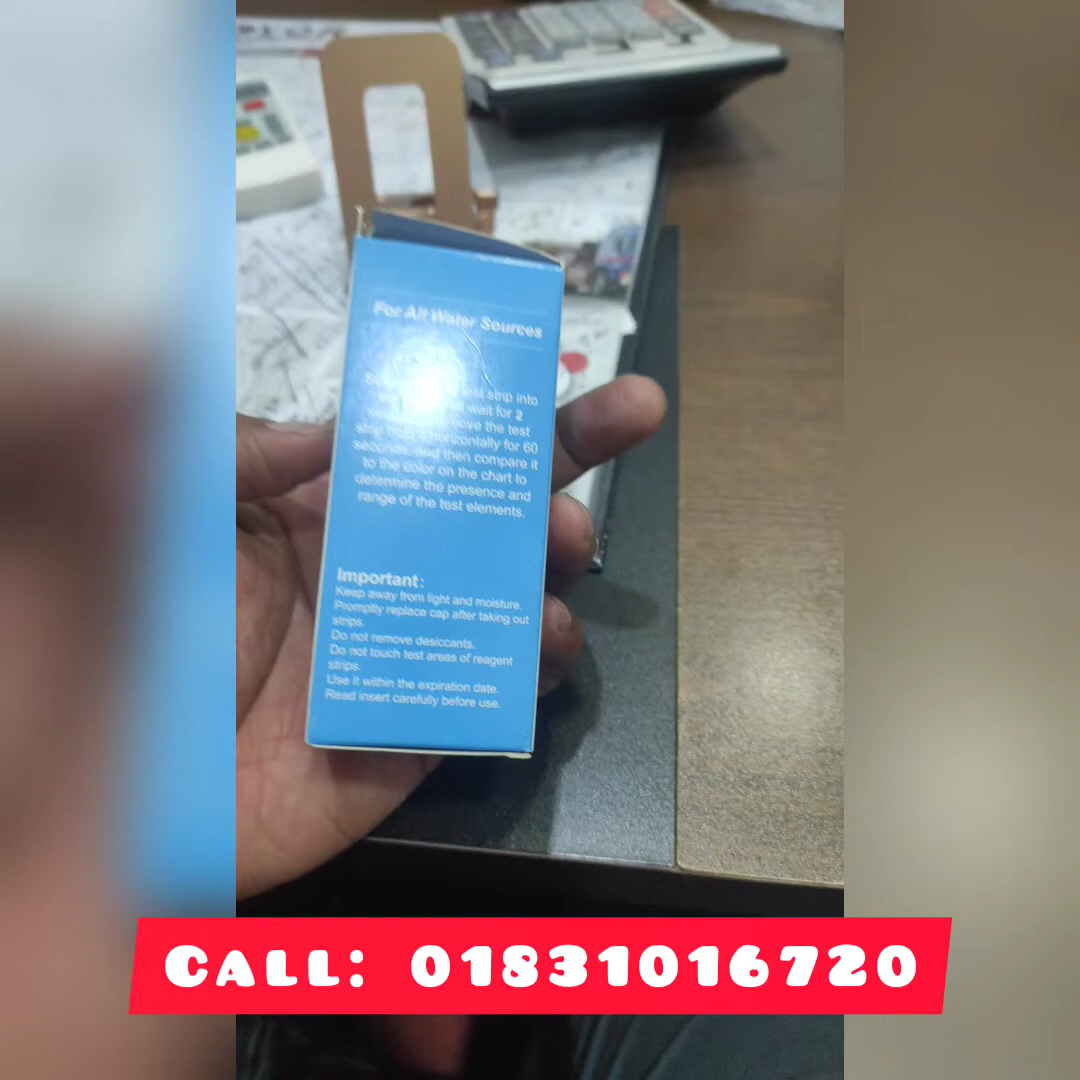 For All Water Sources
test strip into
wait for 2
the test
horizontally for 60
seconds, and then compare it
to the color on the chart to
determine the presence and
range of the test elements.
Important:
Keep away from light and moisture.
Promptly replace cap after taking out
strips.
Do not remove desiccants.
Do not touch test areas of reagent
strips.
Use it within the expiration date.
Read insert carefully before use.
CALL: 01831016720